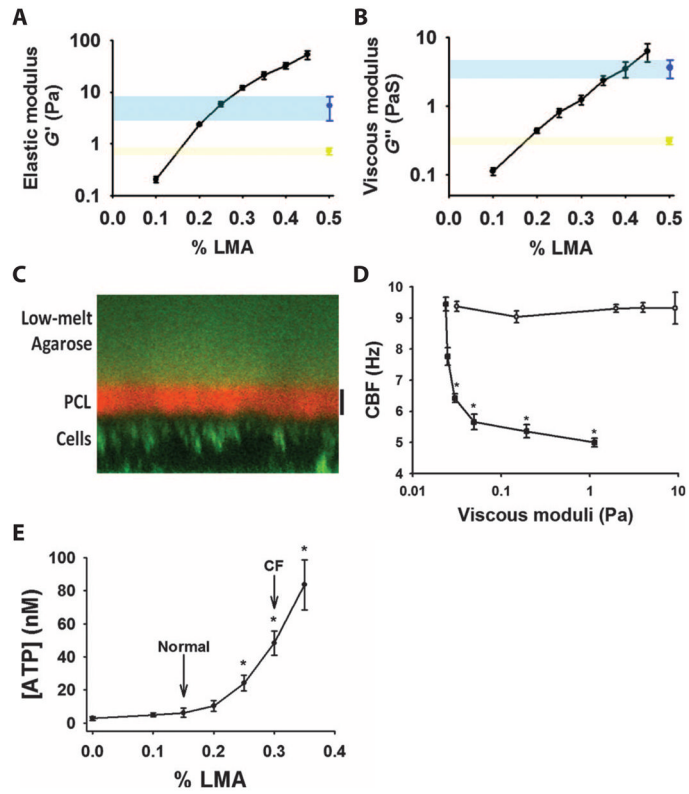 A
Elastic modulus
G' (Pa)
100
10
1
0.1
0.0 0.1 0.2 0.3 0.4 0.5
% LMA
B
Viscous modulus
G" (PaS)
10
1
0.1
0.0 0.1 0.2 0.3 0.4 0.5
% LMA
C
Low-melt
Agarose
PCL
Cells
D
CBF (Hz)
10
9
8
7
6
5
4
* * * *
0.01 0.1 1 10
Viscous moduli (Pa)
E
[ATP] (nM)
100
80
60
40
20
0
Normal
CF
* * *
0.0 0.1 0.2 0.3 0.4
% LMA